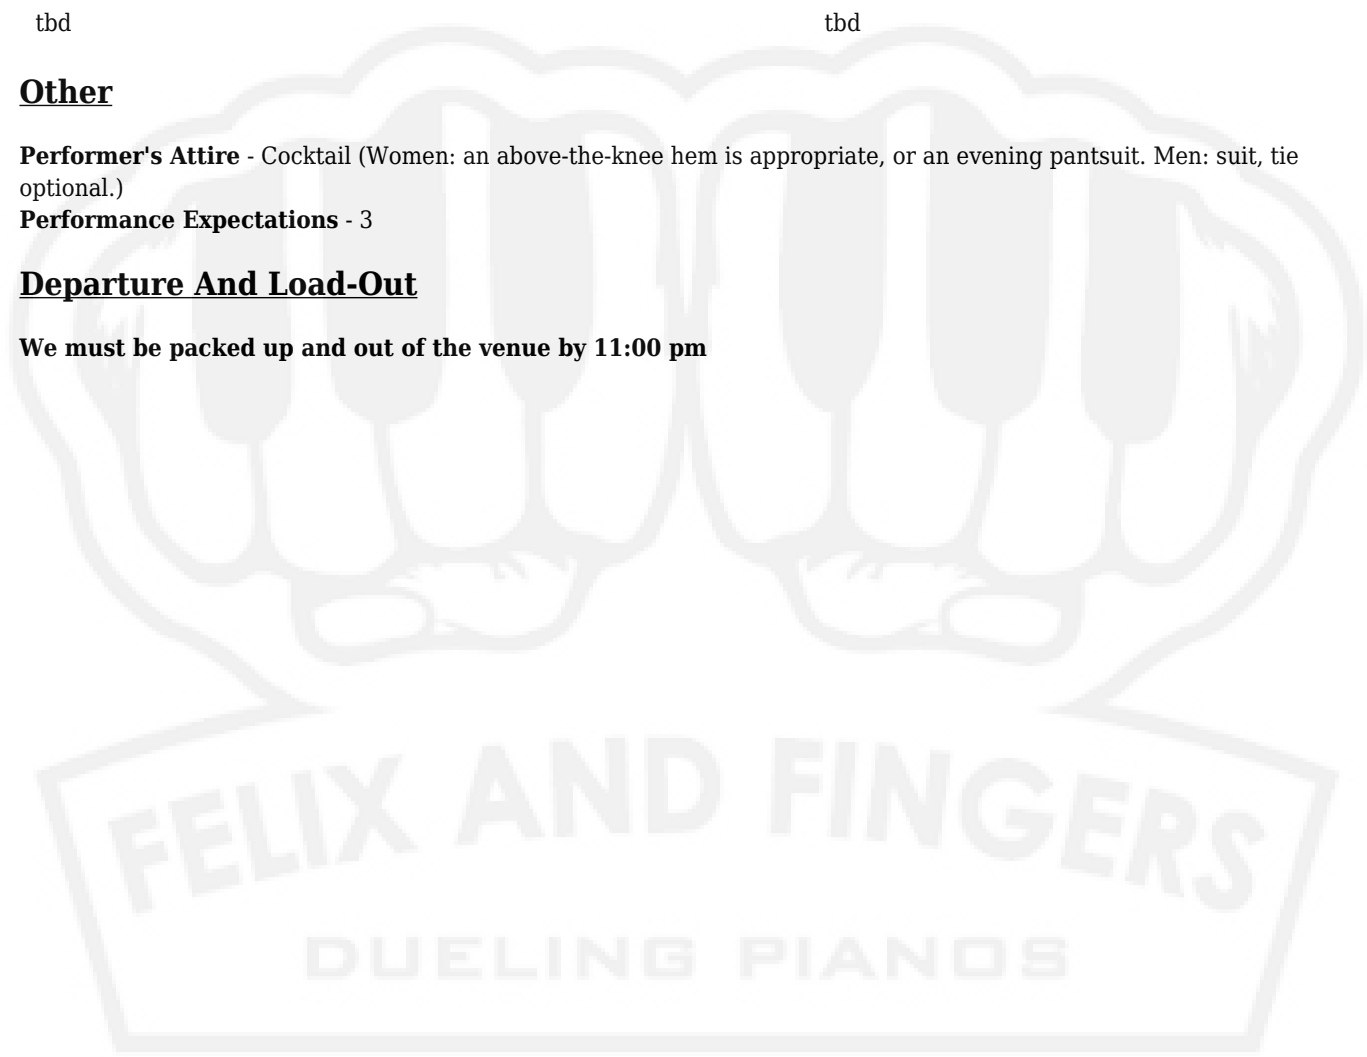 tbd tbd
Other
Performer's Attire - Cocktail (Women: an above-the-knee hem is appropriate, or an evening pantsuit. Men: suit, tie
optional.)
Performance Expectations - 3
Departure And Load-Out
We must be packed up and out of the venue by 11:00 pm
FELIX AND FINGERS
DUELING PIANOS